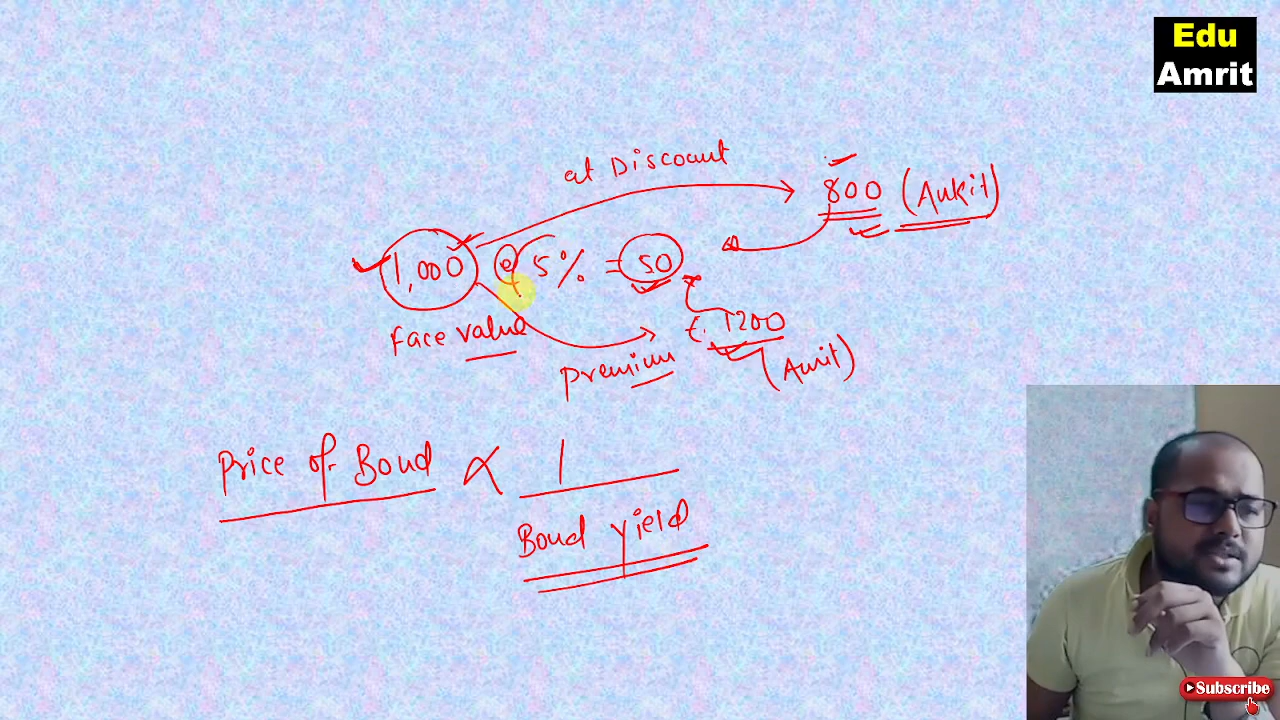 Edu
Amrit
at Discount
800 (Ankit)
1,000 @ 5% = 50
Face value
1200
Premium
(Amit)
Price of Bond ∝ 1
Bond yield
Subscribe